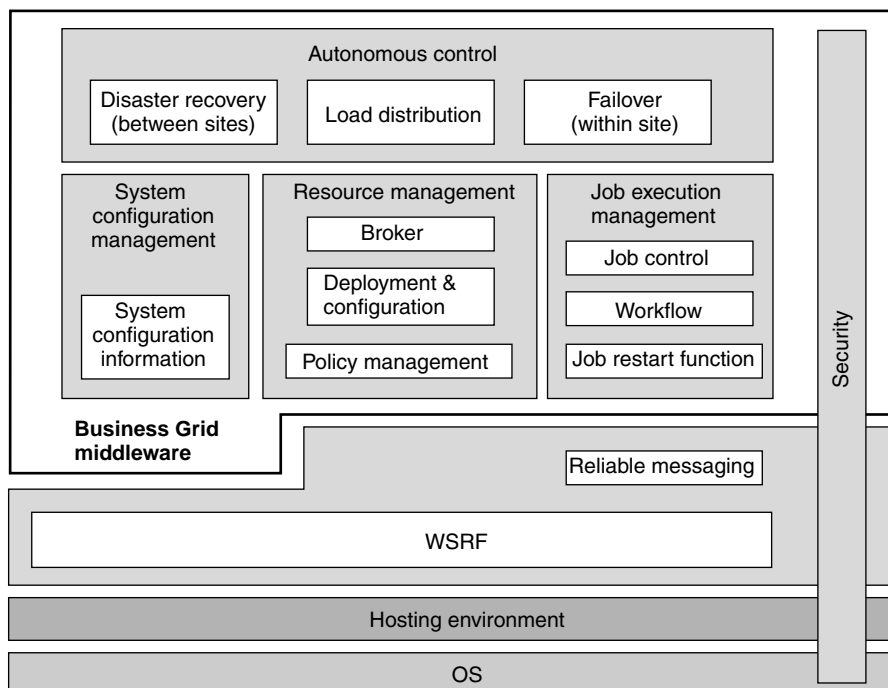 Autonomous control
Disaster recovery
(between sites)
Load distribution
Failover
(within site)
System
configuration
management
System
configuration
information
Resource management
Broker
Deployment &
configuration
Policy management
Job execution
management
Job control
Workflow
Job restart function
Security
Business Grid
middleware
Reliable messaging
WSRF
Hosting environment
OS